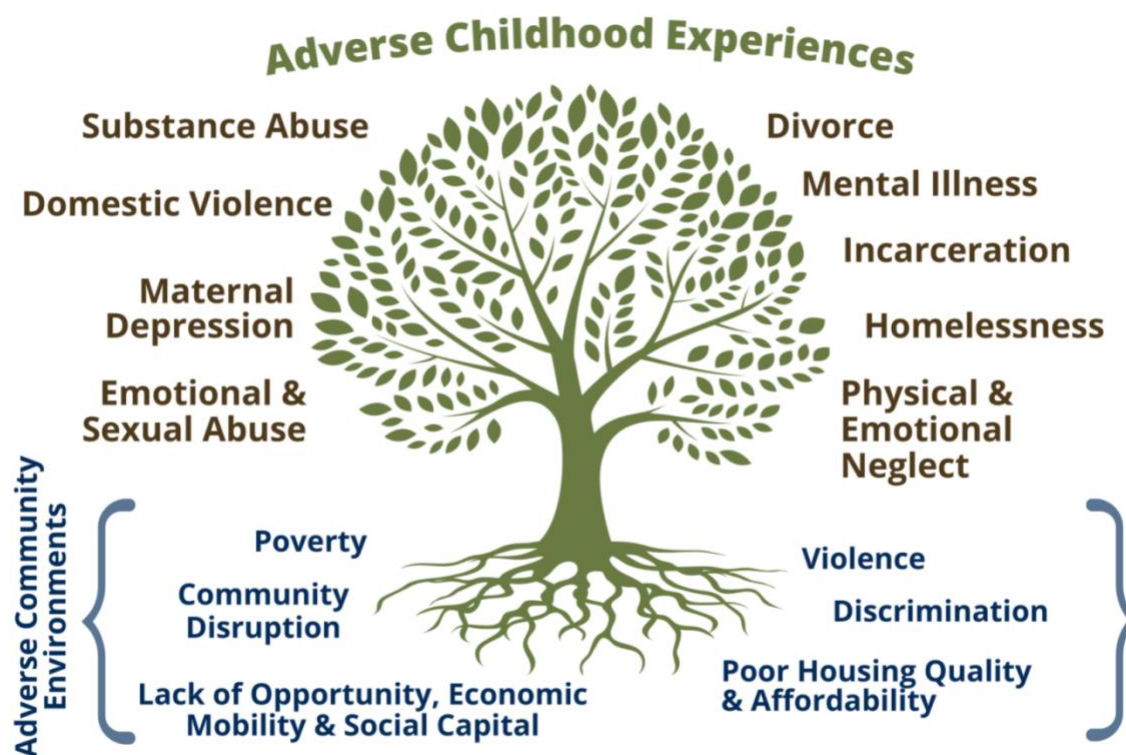 Adverse Childhood Experiences
Substance Abuse
Domestic Violence
Maternal
Depression
Emotional &
Sexual Abuse
Divorce
Mental Illness
Incarceration
Homelessness
Physical &
Emotional
Neglect
Adverse Community
Environments
Poverty
Community
Disruption
Lack of Opportunity, Economic
Mobility & Social Capital
Violence
Discrimination
Poor Housing Quality
& Affordability